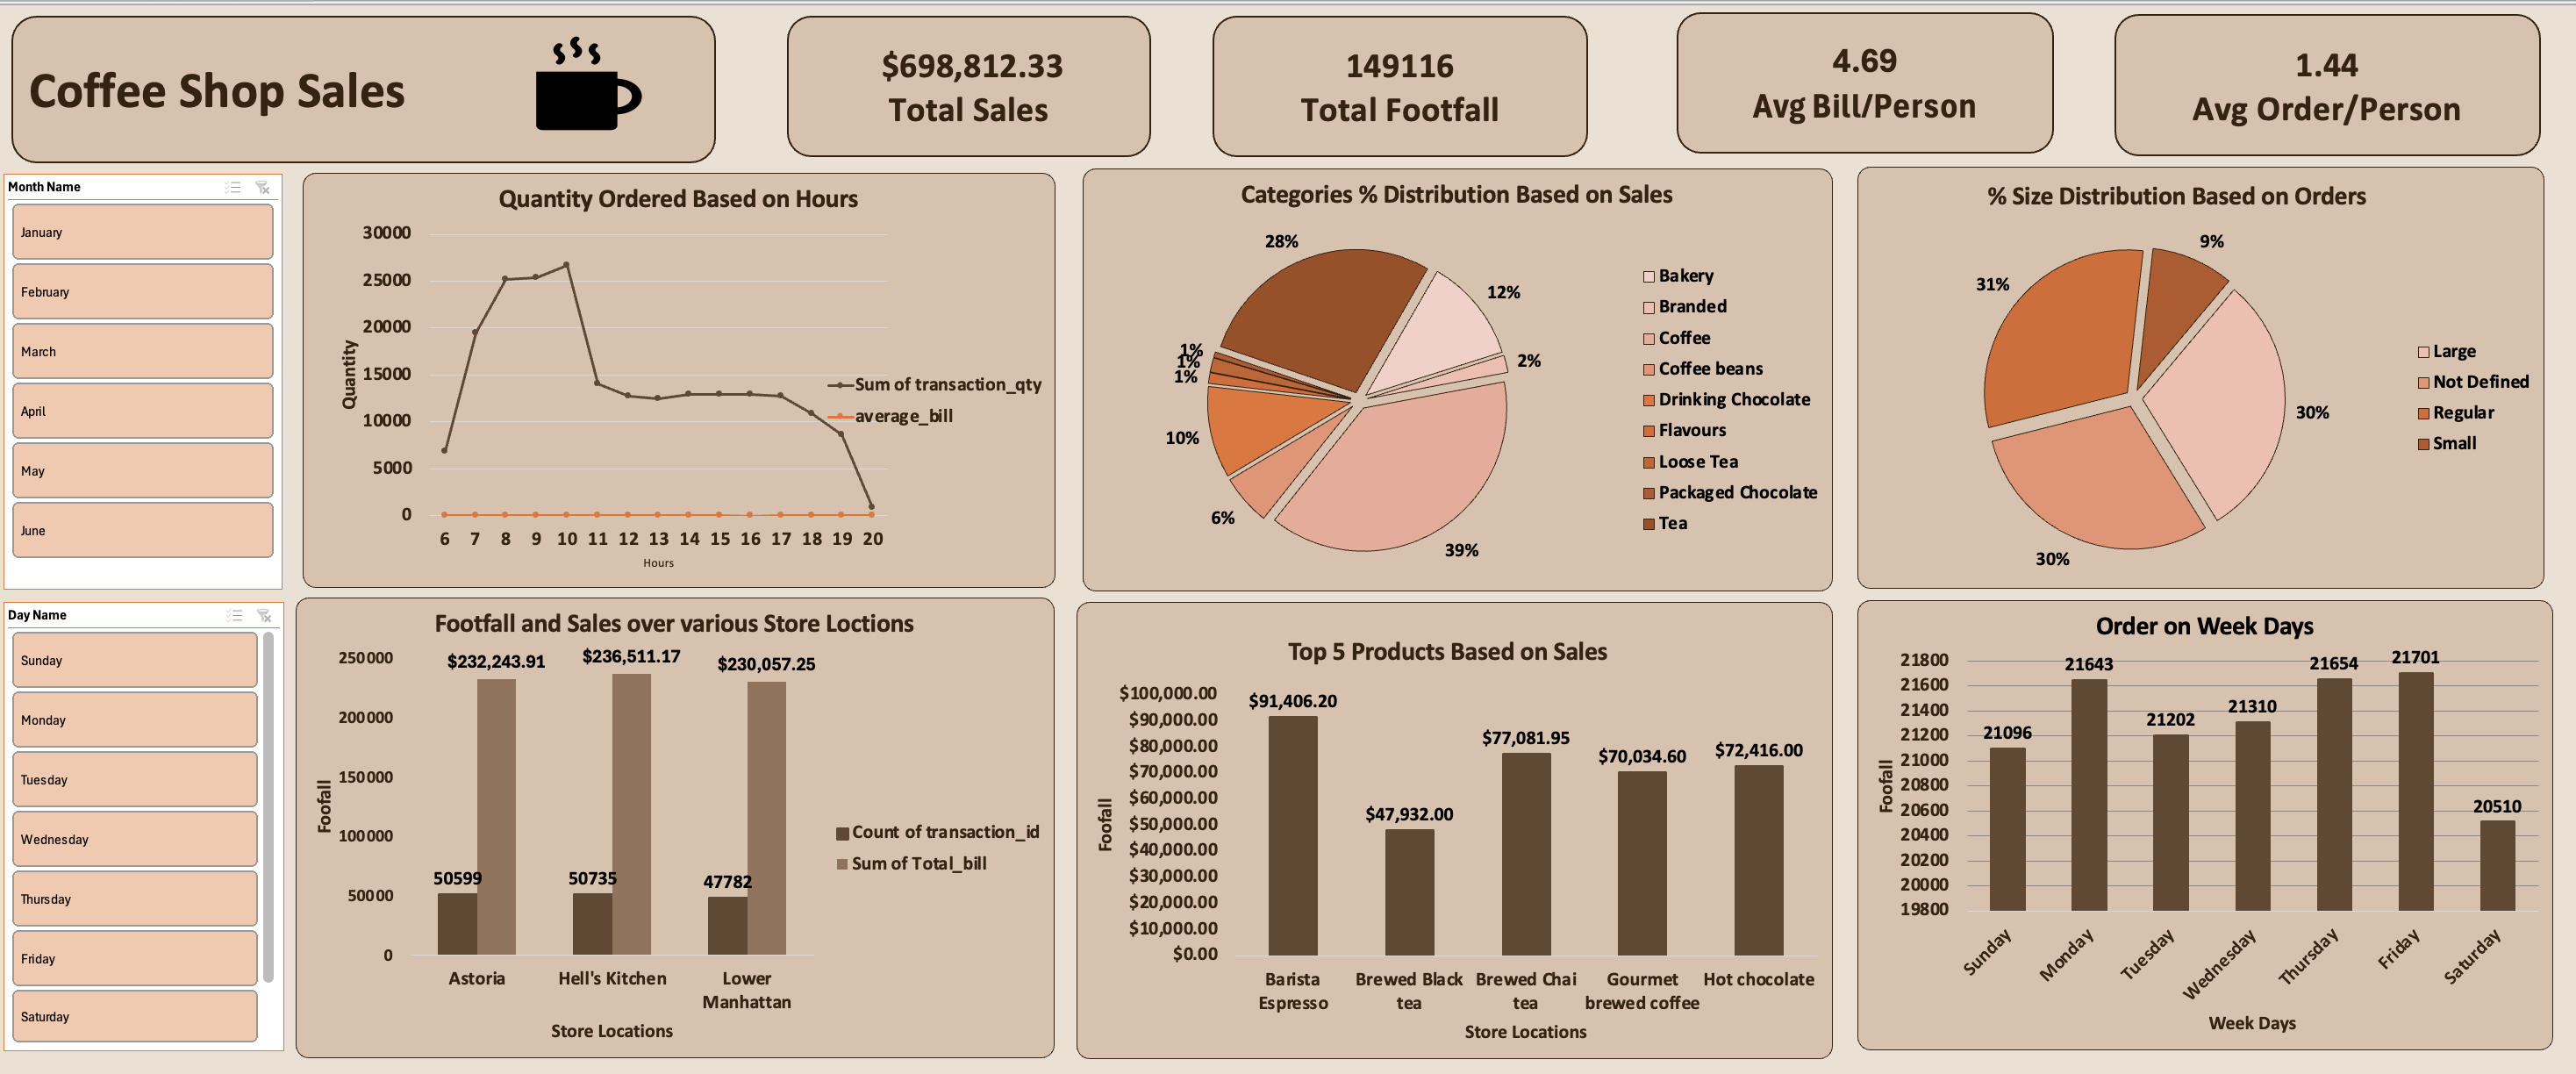 Coffee Shop Sales
$698,812.33
Total Sales
149116
Total Footfall
4.69
Avg Bill/Person
1.44
Avg Order/Person
Month Name
January
February
March
April
May
June
Day Name
Sunday
Monday
Tuesday
Wednesday
Thursday
Friday
Saturday
Quantity Ordered Based on Hours
Quantity
30000
25000
20000
15000
10000
5000
0
6 7 8 9 10 11 12 13 14 15 16 17 18 19 20
Hours
Sum of transaction_qty
average_bill
Categories % Distribution Based on Sales
28%
12%
2%
39%
6%
10%
1%
1%
1%
Bakery
Branded
Coffee
Coffee beans
Drinking Chocolate
Flavours
Loose Tea
Packaged Chocolate
Tea
% Size Distribution Based on Orders
9%
31%
30%
30%
Large
Not Defined
Regular
Small
Footfall and Sales over various Store Loctions
Foofall
250000
200000
150000
100000
50000
0
$232,243.91
$236,511.17
$230,057.25
50599
50735
47782
Astoria
Hell's Kitchen
Lower
Manhattan
Store Locations
Count of transaction_id
Sum of Total_bill
Top 5 Products Based on Sales
Foofall
$100,000.00
$90,000.00
$80,000.00
$70,000.00
$60,000.00
$50,000.00
$40,000.00
$30,000.00
$20,000.00
$10,000.00
$0.00
$91,406.20
$47,932.00
$77,081.95
$70,034.60
$72,416.00
Barista
Espresso
Brewed Black
tea
Brewed Chai
tea
Gourmet
brewed coffee
Hot chocolate
Store Locations
Order on Week Days
Foofall
21800
21600
21400
21200
21000
20800
20600
20400
20200
20000
19800
21096
21643
21202
21310
21654
21701
20510
Sunday
Monday
Tuesday
Wednesday
Thursday
Friday
Saturday
Week Days